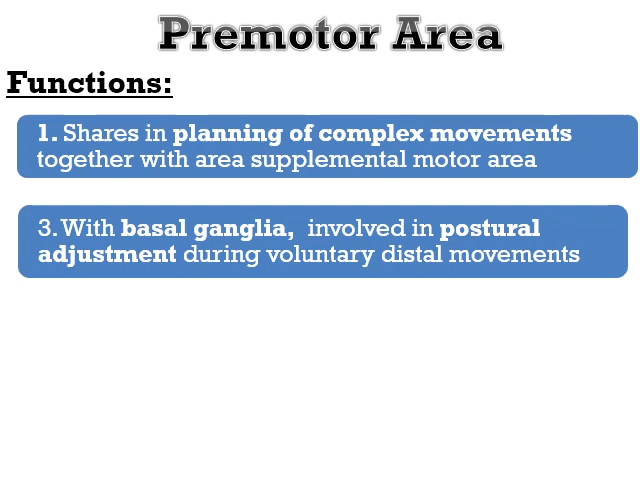 Premotor Area
Functions:
1. Shares in planning of complex movements
together with area supplemental motor area
3. With basal ganglia, involved in postural
adjustment during voluntary distal movements